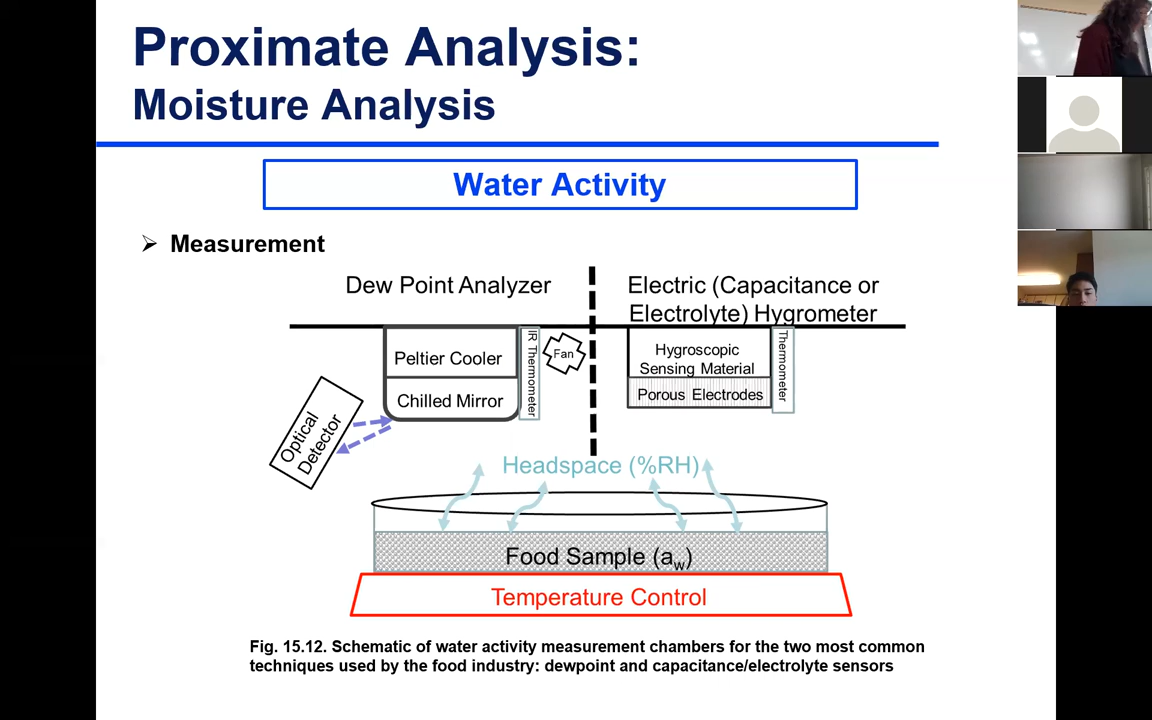 Proximate Analysis:
Moisture Analysis
Water Activity
➢ Measurement
Dew Point Analyzer
Electric (Capacitance or
Electrolyte) Hygrometer
Peltier Cooler
Chilled Mirror
IR Thermometer
Fan
Optical
Detector
Hygroscopic
Sensing Material
Porous Electrodes
Thermometer
Headspace (%RH)
Food Sample (aw)
Temperature Control
Fig. 15.12. Schematic of water activity measurement chambers for the two most common
techniques used by the food industry: dewpoint and capacitance/electrolyte sensors